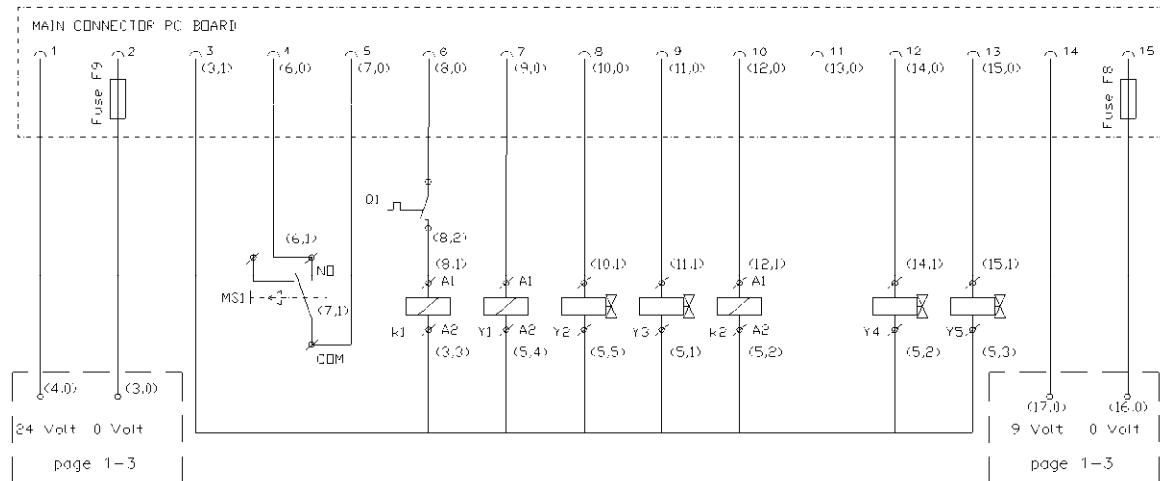 MAIN CONNECTOR PC BOARD
1 2 3 4 5 6 7 8 9 10 11 12 13 14 15
(3,1) (6,0) (7,0) (8,0) (9,0) (10,0) (11,0) (12,0) (13,0) (14,0) (15,0)
Fuse F9
Fuse F8
Q1
(8,2)
(6,1)
(8,1) (10,1) (11,1) (12,1) (14,1) (15,1)
NO
A1 A1 A1
MS1
(7,1)
k1 A2 Y1 A2 Y2 Y3 k2 A2 Y4 Y5
COM
(3,3) (5,4) (5,5) (5,1) (5,2) (5,2) (5,3)
(4,0) (3,0)
(17,0) (16,0)
24 Volt 0 Volt
9 Volt 0 Volt
page 1-3
page 1-3